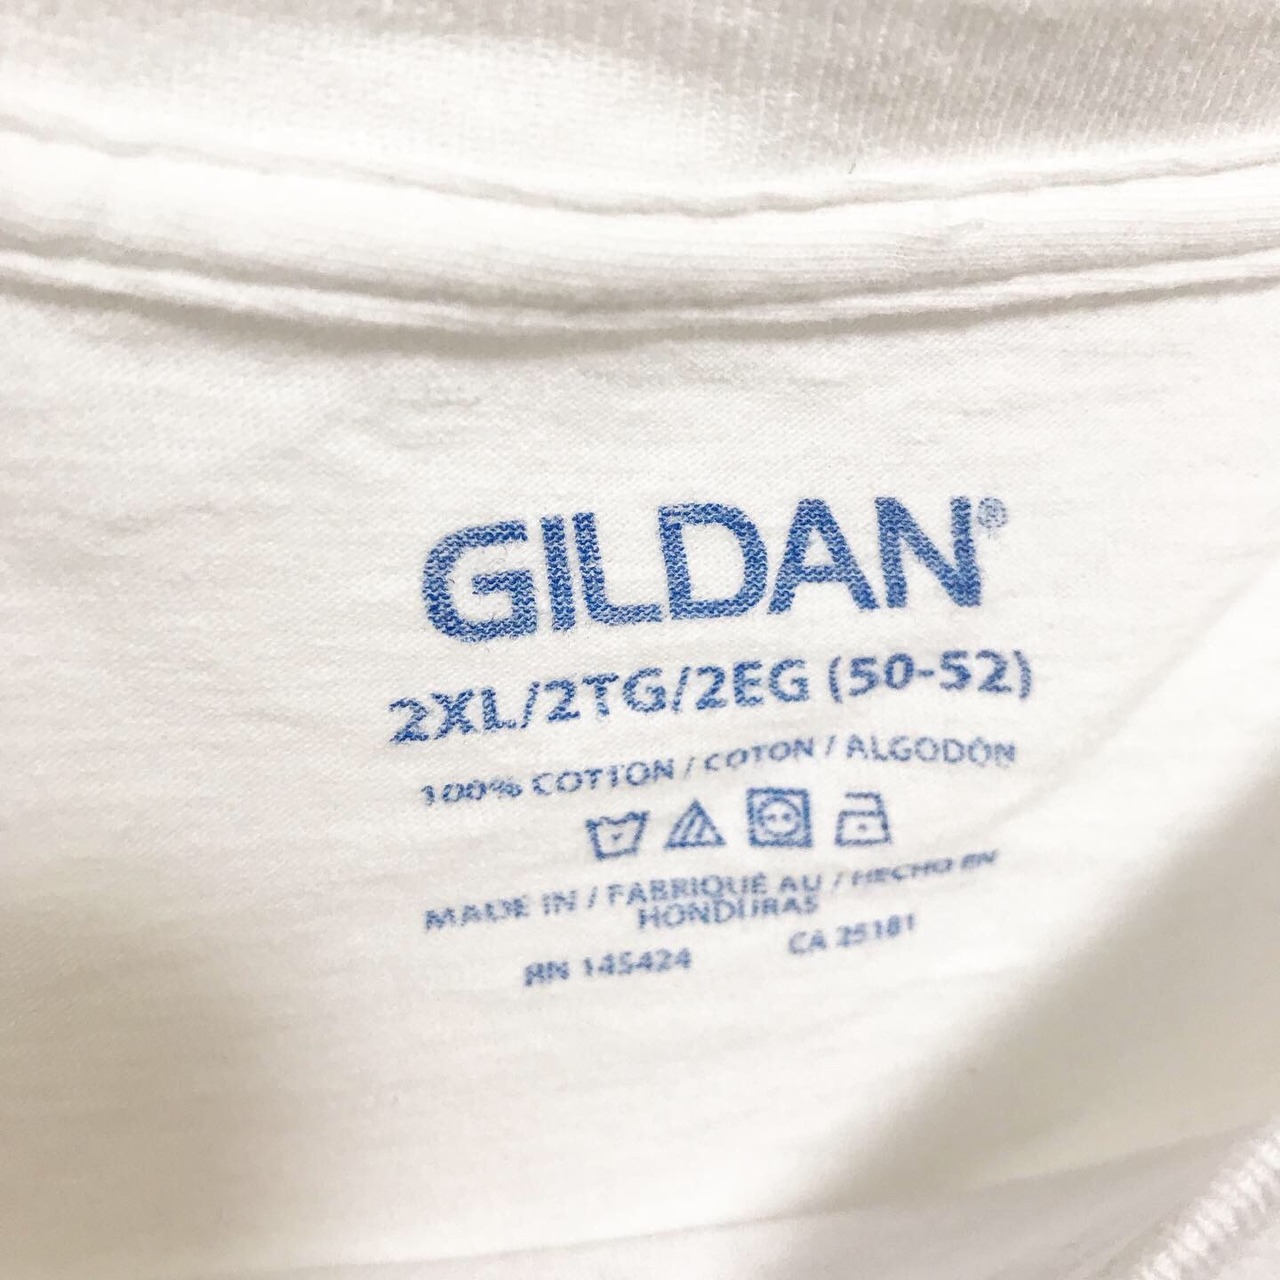 GILDAN®
2XL/2TG/2EG (50-52)
100% COTTON / COTON / ALGODÓN
MADE IN / FABRIQUÉ AU / HECHO EN
HONDURAS
RN 145424 CA 25181